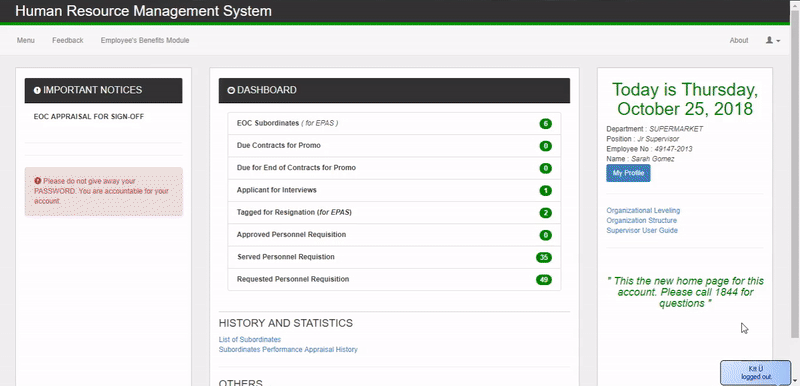 Human Resource Management System
Menu Feedback Employee's Benefits Module About
IMPORTANT NOTICES
EOC APPRAISAL FOR SIGN-OFF
Please do not give away your
PASSWORD. You are accountable for your
account
DASHBOARD
EOC Subordinates ( for EPAS ) 6
Due Contracts for Promo 0
Due for End of Contracts for Promo 0
Applicant for Interviews 1
Tagged for Resignation (for EPAS) 2
Approved Personnel Requisition 0
Served Personnel Requistion 35
Requested Personnel Requisition 49
HISTORY AND STATISTICS
List of Subordinates
Subordinates Performance Appraisal History
OTHERS
Today is Thursday,
October 25, 2018
Department : SUPERMARKET
Position : Jr Supervisor
Employee No : 49147-2013
Name : Sarah Gomez
My Profile
Organizational Leveling
Organization Structure
Supervisor User Guide
" This the new home page for this
account. Please call 1844 for
questions "
Kit Ü
logged out.